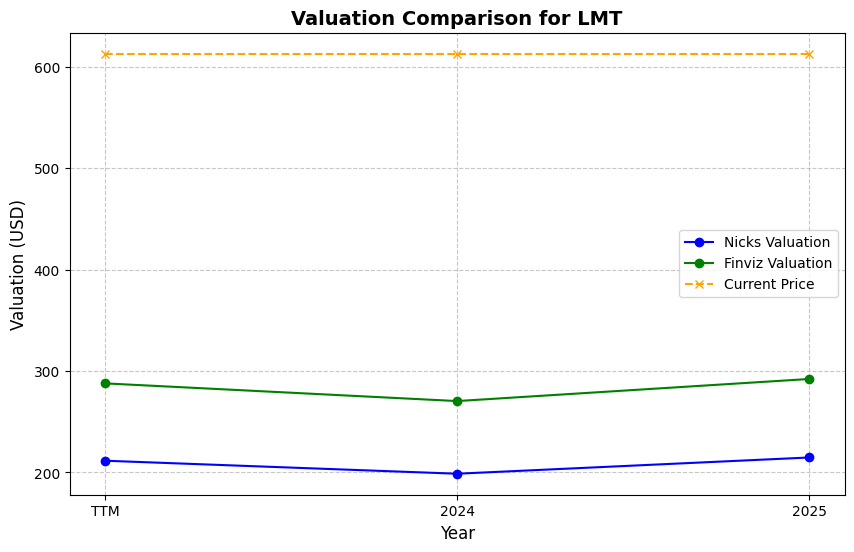 Valuation Comparison for LMT
Valuation (USD)
600
500
400
300
200
Nicks Valuation
Finviz Valuation
Current Price
TTM
2024
2025
Year